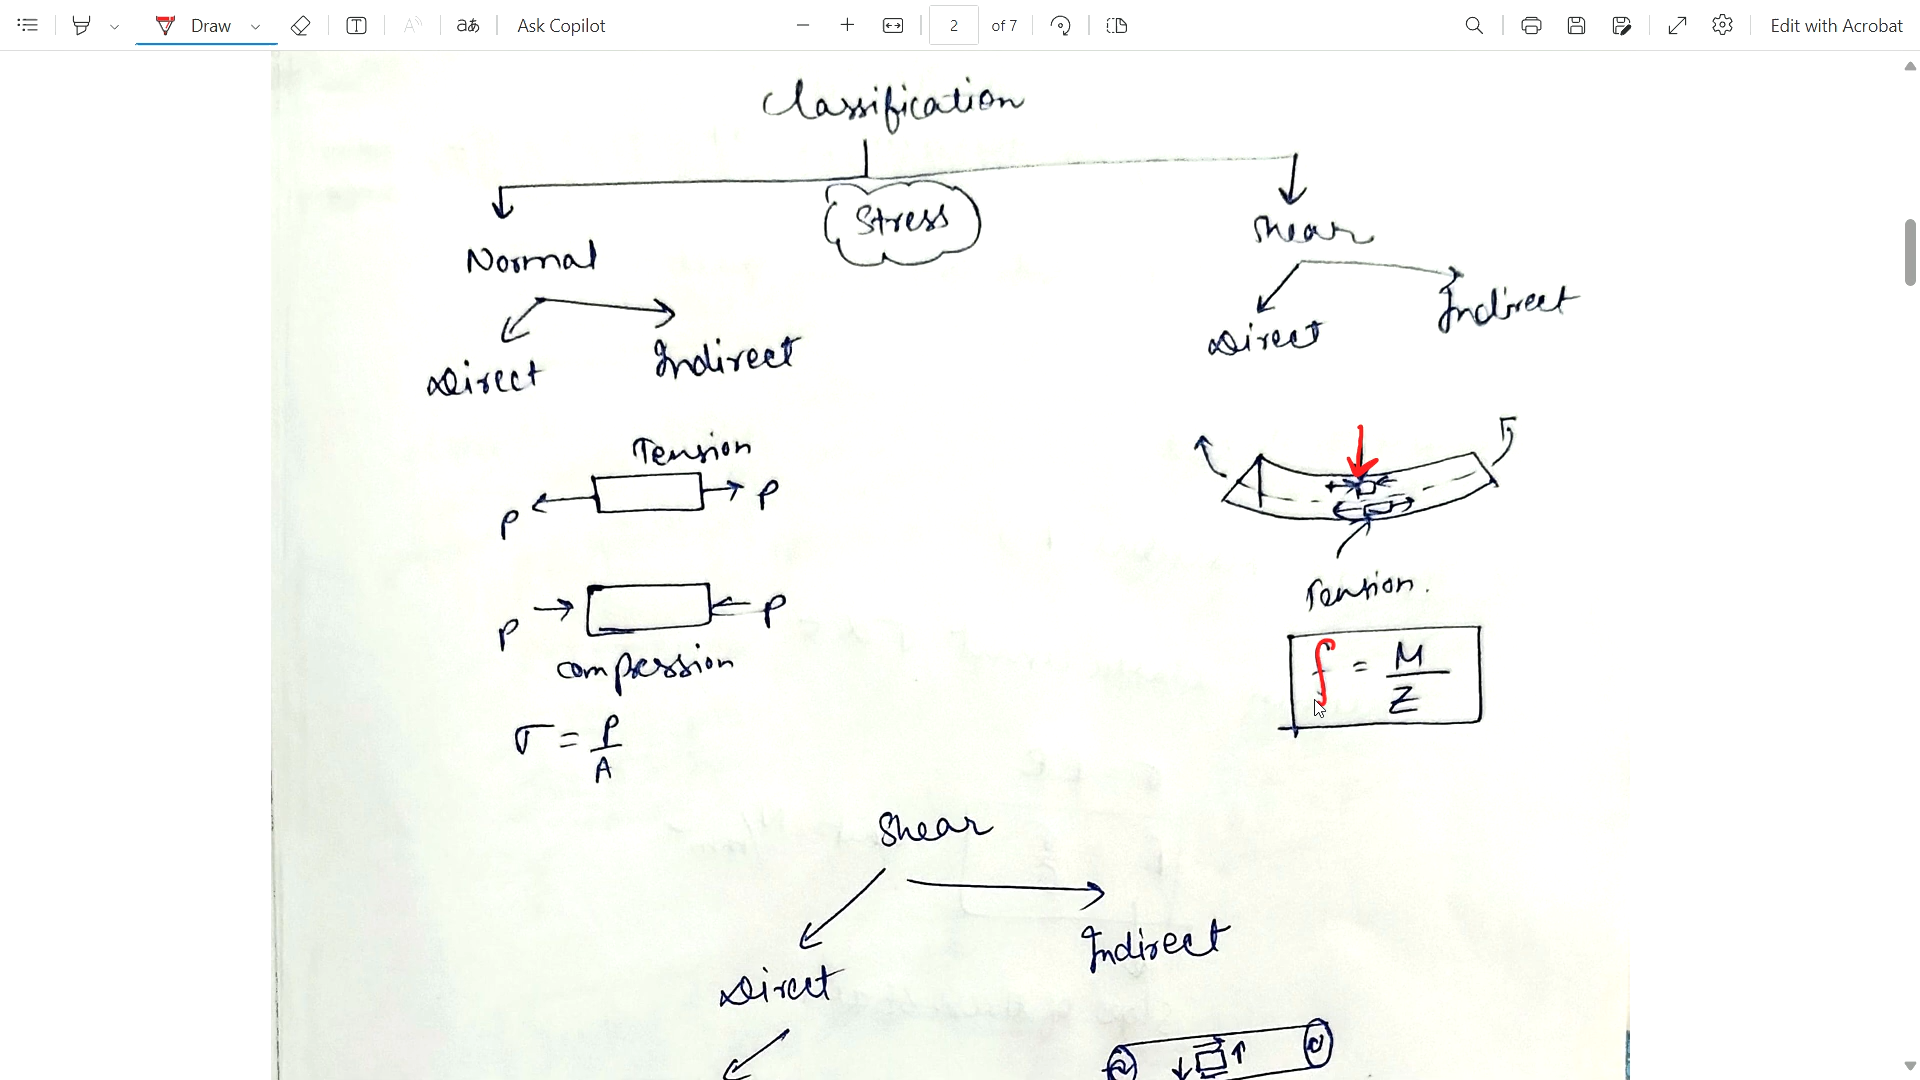 Draw
Ask Copilot
2 of 7
Edit with Acrobat
Classification
Stress
Normal
Shear
Direct
Indirect
Direct
Indirect
Tension
P
P
P
P
compression
σ = P
A
Tension.
f = M
Z
Shear
Direct
Indirect